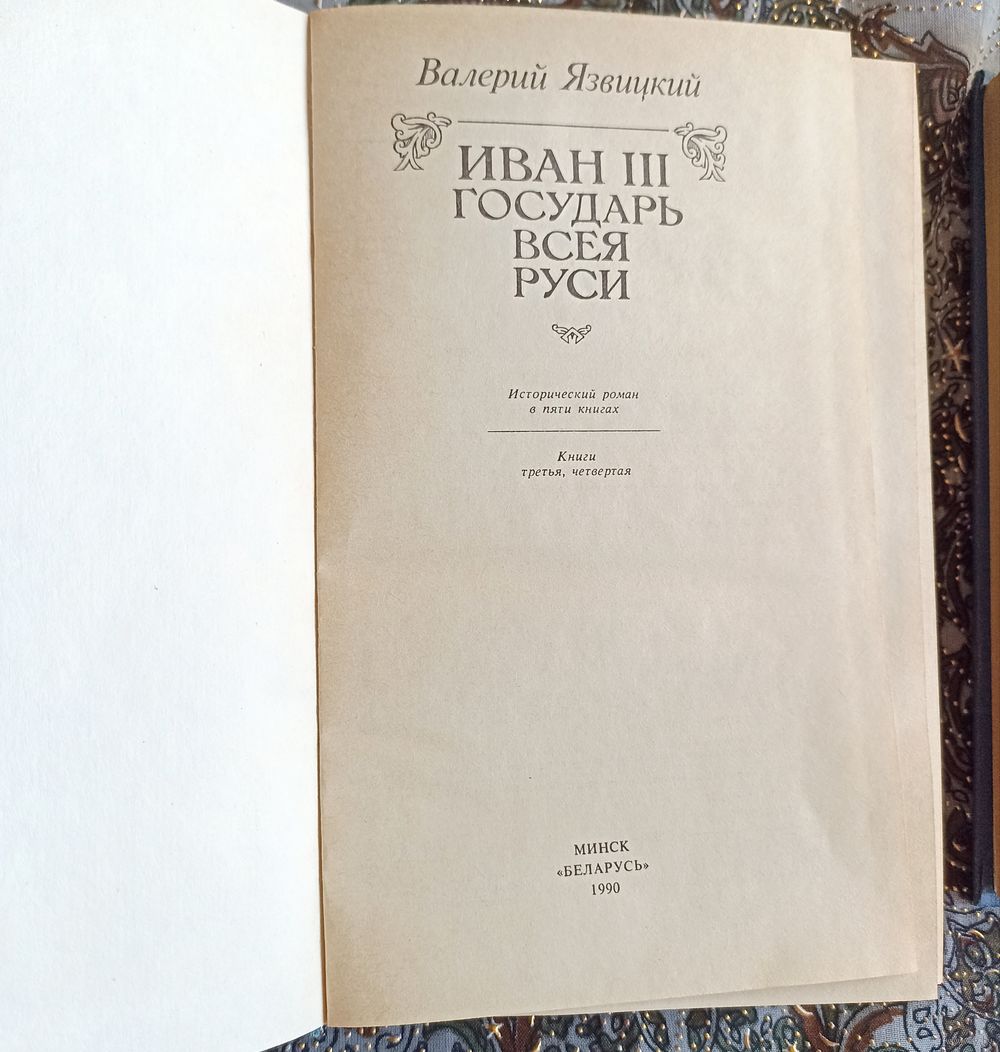 Валерий Язвицкий
ИВАН III
ГОСУДАРЬ
ВСЕЯ
РУСИ
Исторический роман
в пяти книгах
Книги
третья, четвертая
МИНСК
«БЕЛАРУСЬ»
1990